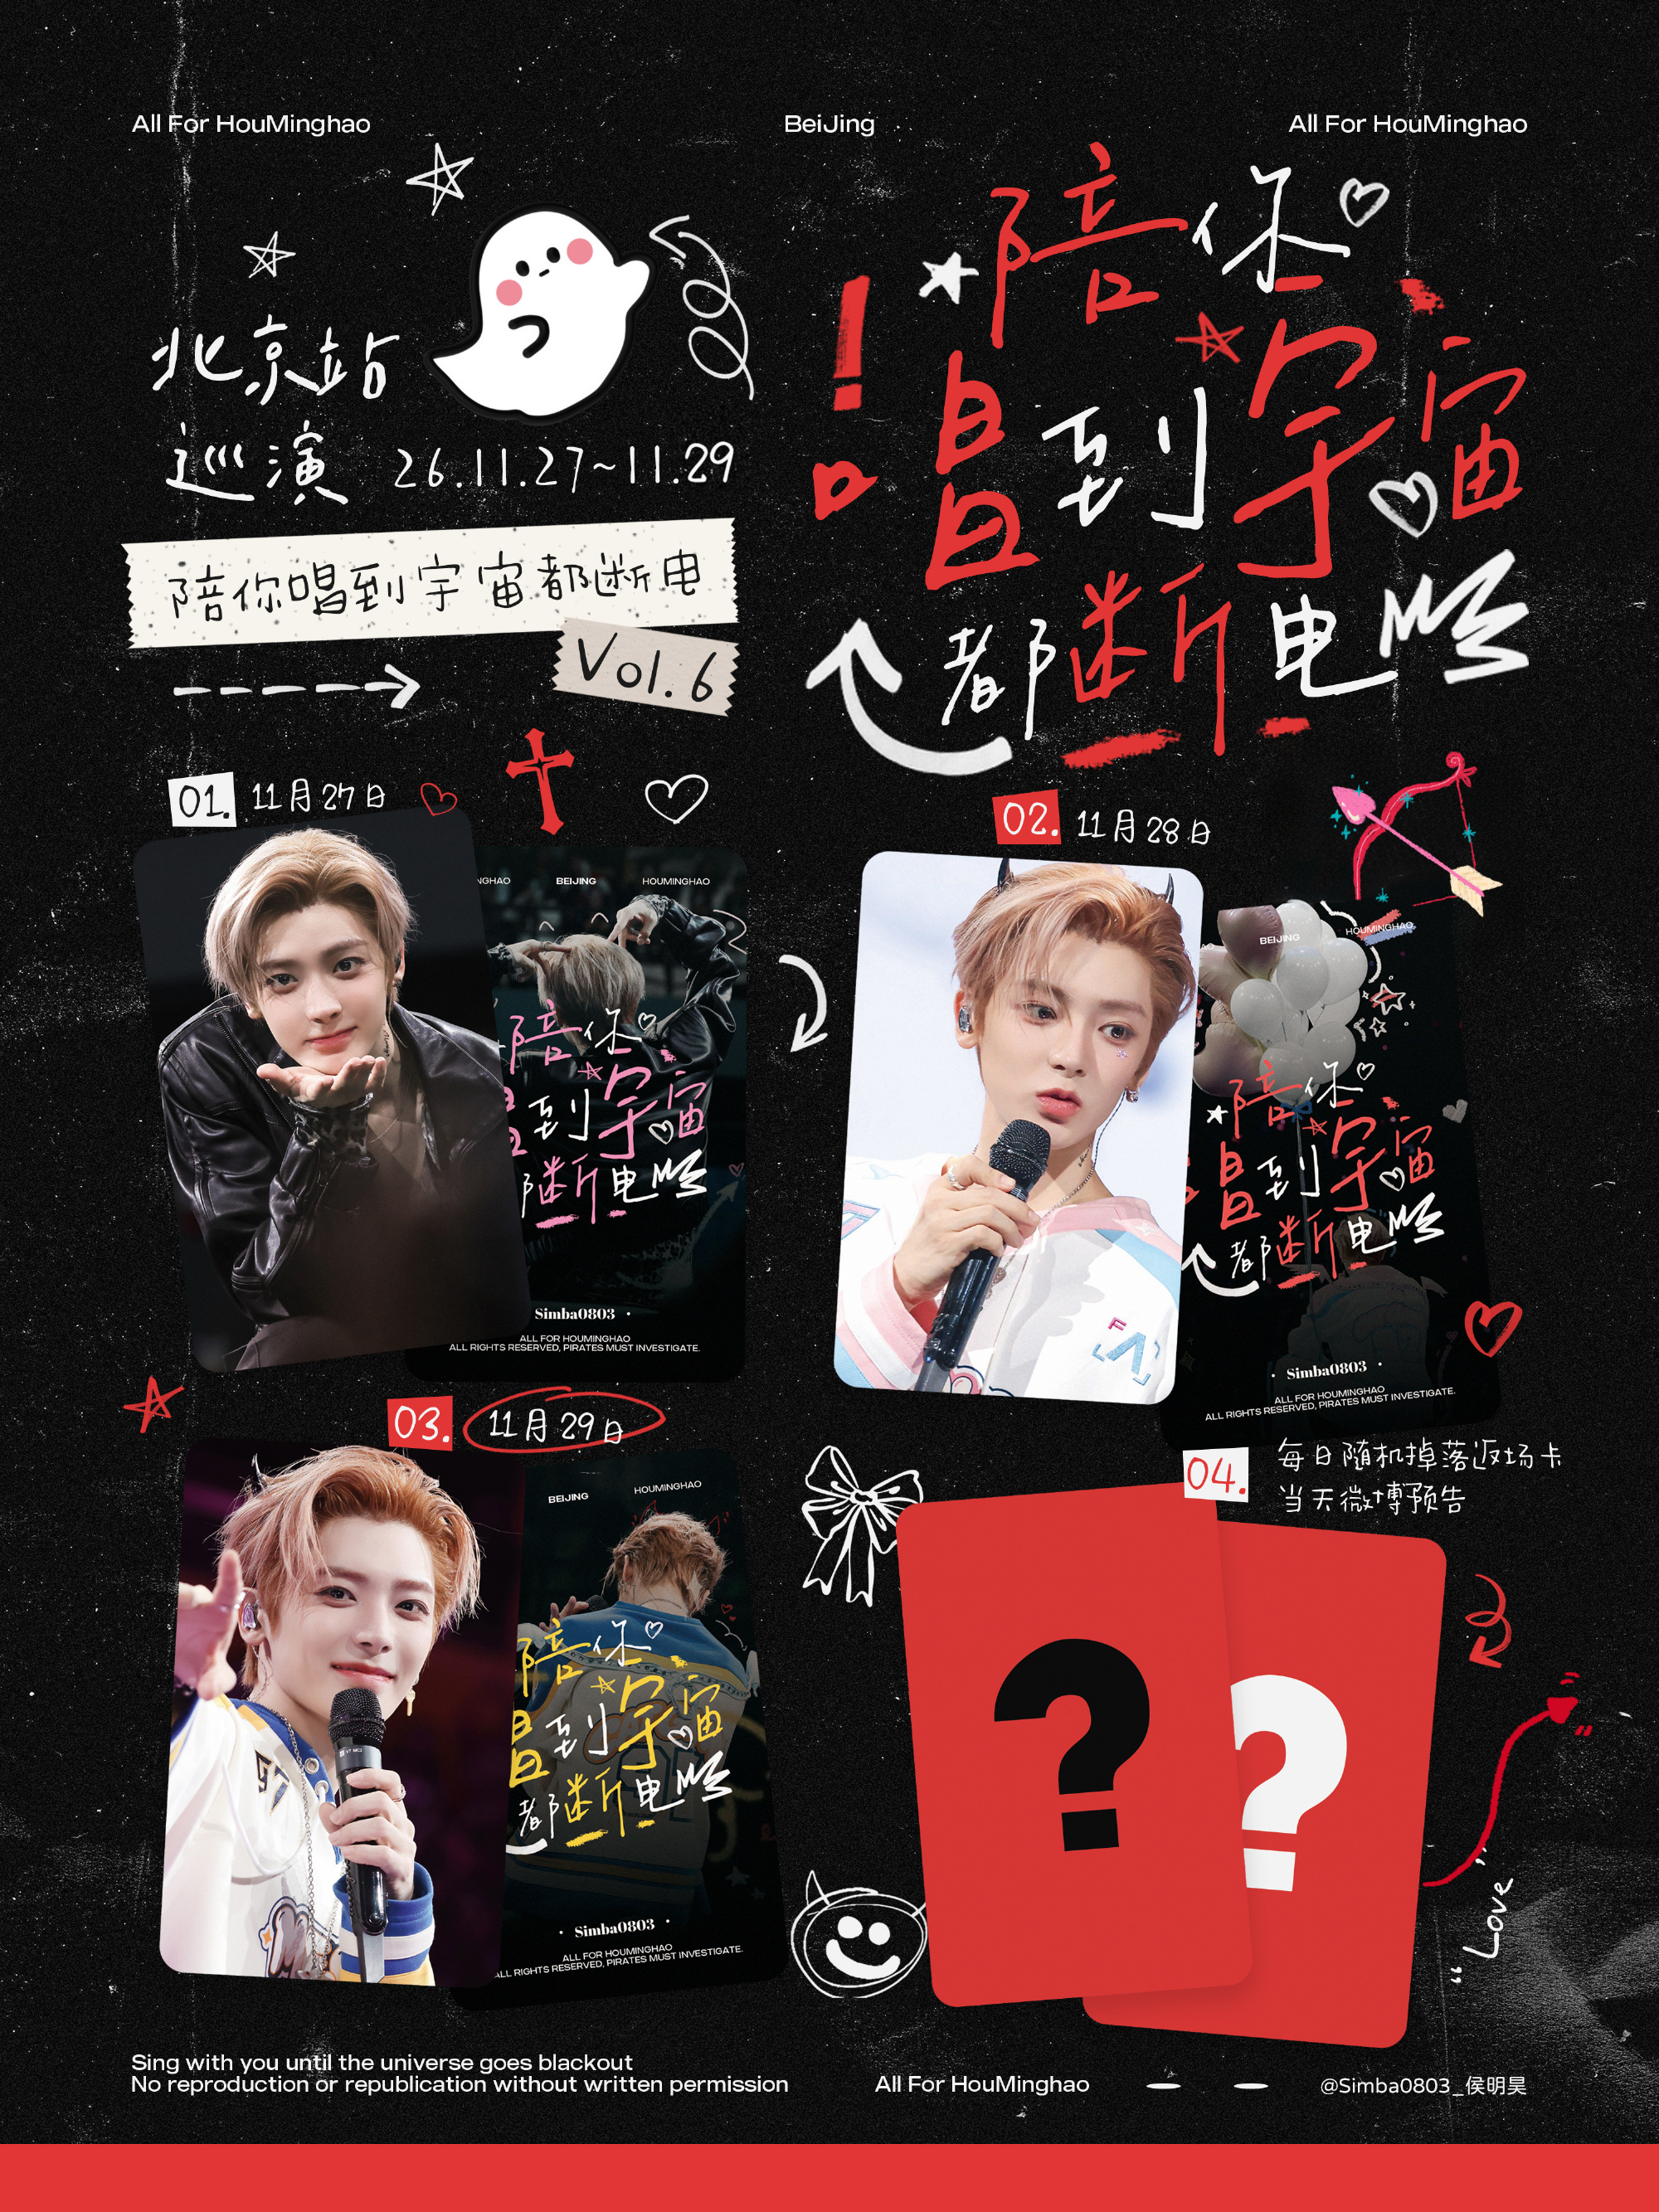 All For HouMinghao
BeiJing
All For HouMinghao
北京站
巡演 26.11.27~11.29
陪你唱到宇宙都断电
Vol.6
陪你
唱到宇宙
都断电
01. 11月27日
NGHAO BEIJING HOUMINGHAO
陪你
昌到宇宙
断电
Simba0803
ALL FOR HOUMINGHAO
ALL RIGHTS RESERVED, PIRATES MUST INVESTIGATE.
02. 11月28日
BEIJING HOUMINGHAO
陪你
唱到宇宙
都断电
Simba0803
ALL FOR HOUMINGHAO
ALL RIGHTS RESERVED, PIRATES MUST INVESTIGATE.
03. 11月29日
BEIJING HOUMINGHAO
陪你
昌到宇宙
都断电
Simba0803
ALL FOR HOUMINGHAO
ALL RIGHTS RESERVED, PIRATES MUST INVESTIGATE.
04. 每日随机掉落返场卡
当天微博预告
?
?
"Love"
Sing with you until the universe goes blackout
No reproduction or republication without written permission
All For HouMinghao
@Simba0803_侯明昊